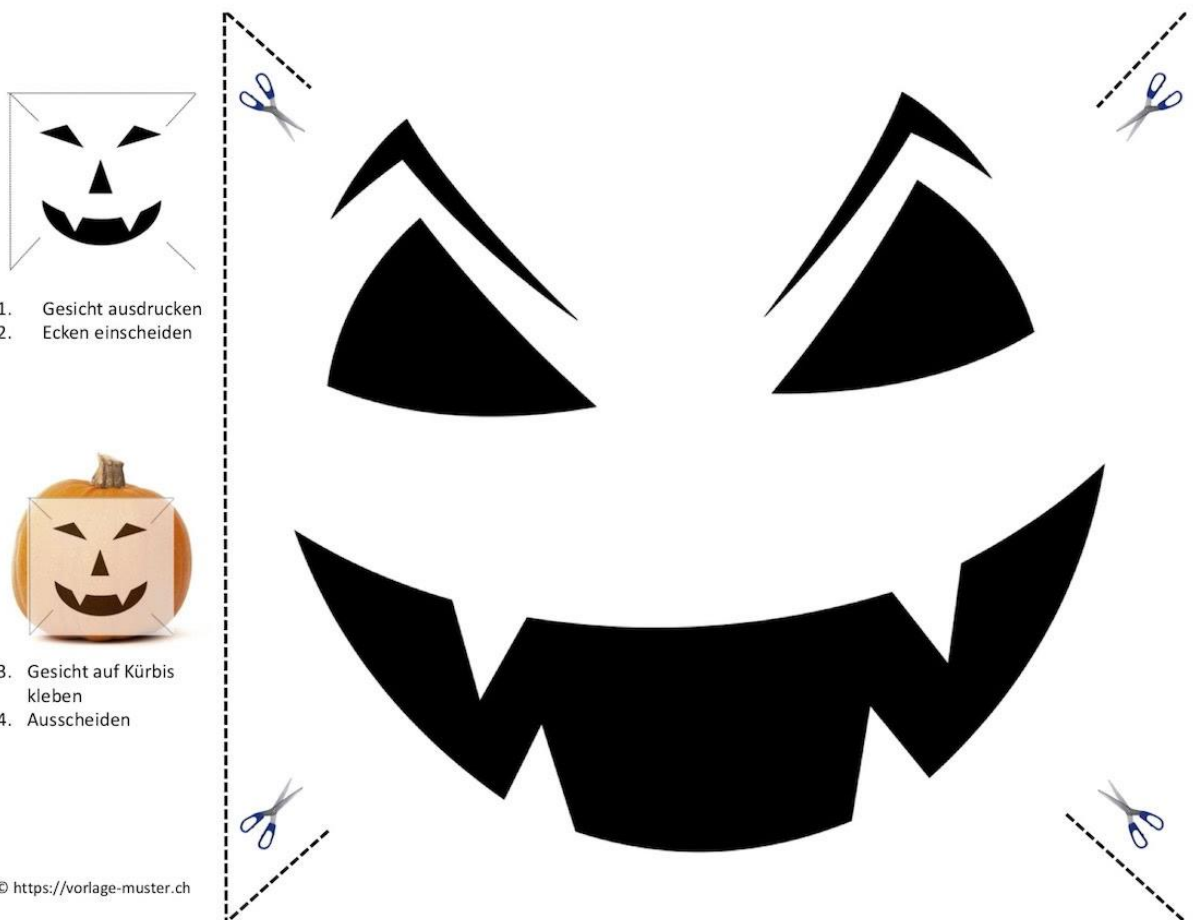 1. Gesicht ausdrucken
2. Ecken einscheiden
3. Gesicht auf Kürbis
kleben
4. Ausscheiden
© https://vorlage-muster.ch